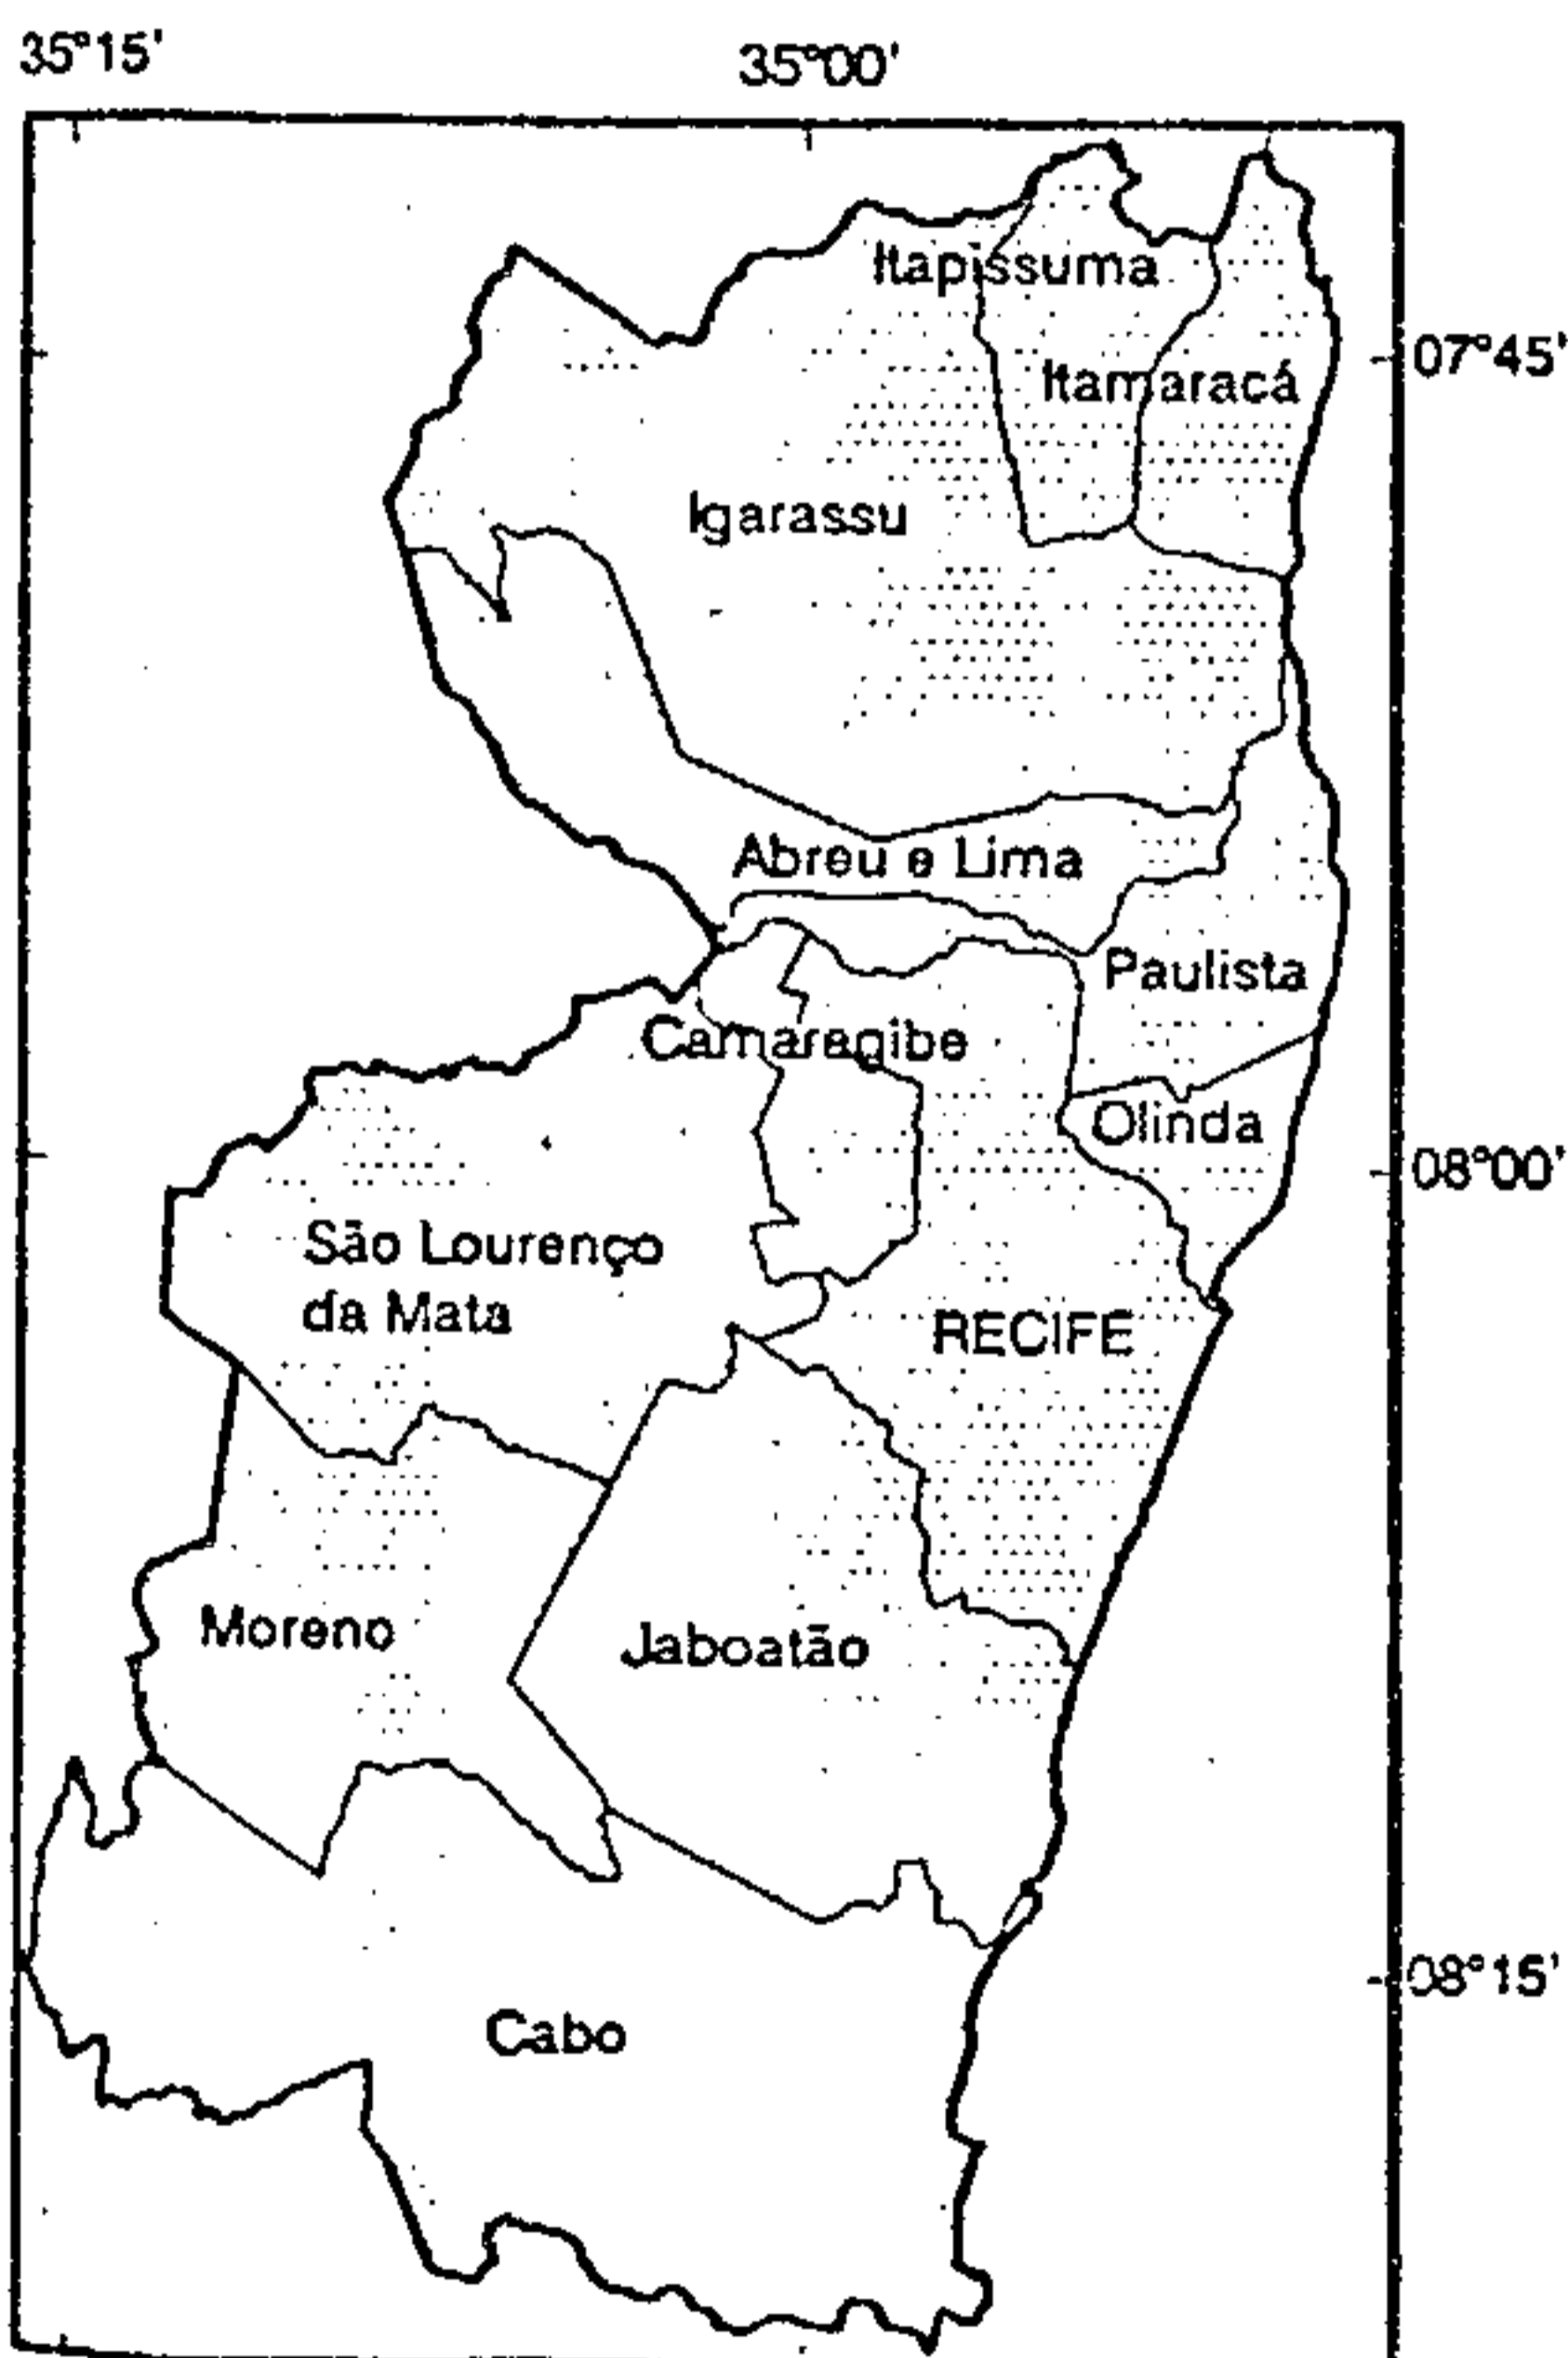 35°15'
35°00'
Itapissuma
07°45'
Itamaracá
Igarassu
Abreu e Lima
Paulista
Camaragibe
Olinda
08°00'
São Lourenço
da Mata
RECIFE
Moreno
Jaboatão
08°15'
Cabo